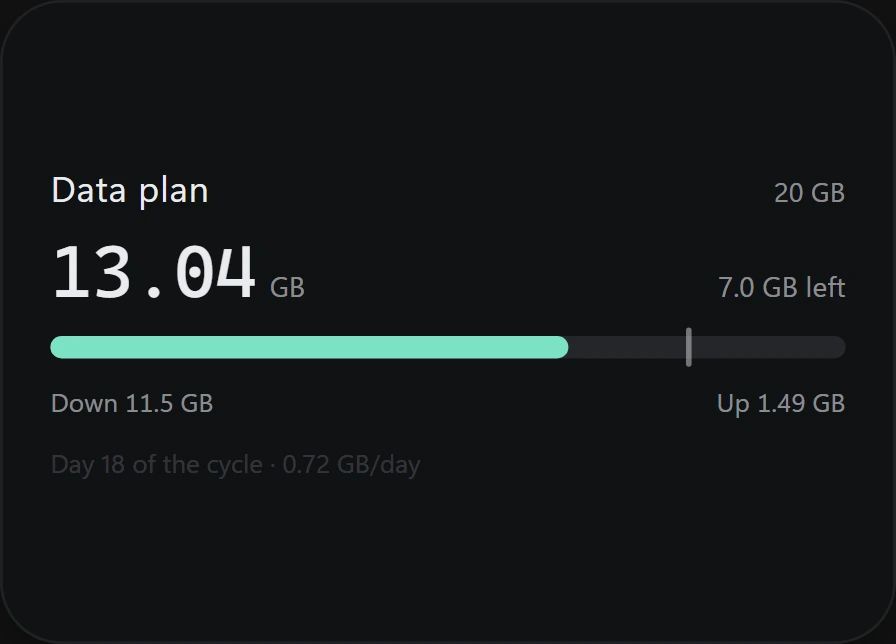 Data plan 20 GB
13.04 GB 7.0 GB left
Down 11.5 GB Up 1.49 GB
Day 18 of the cycle · 0.72 GB/day